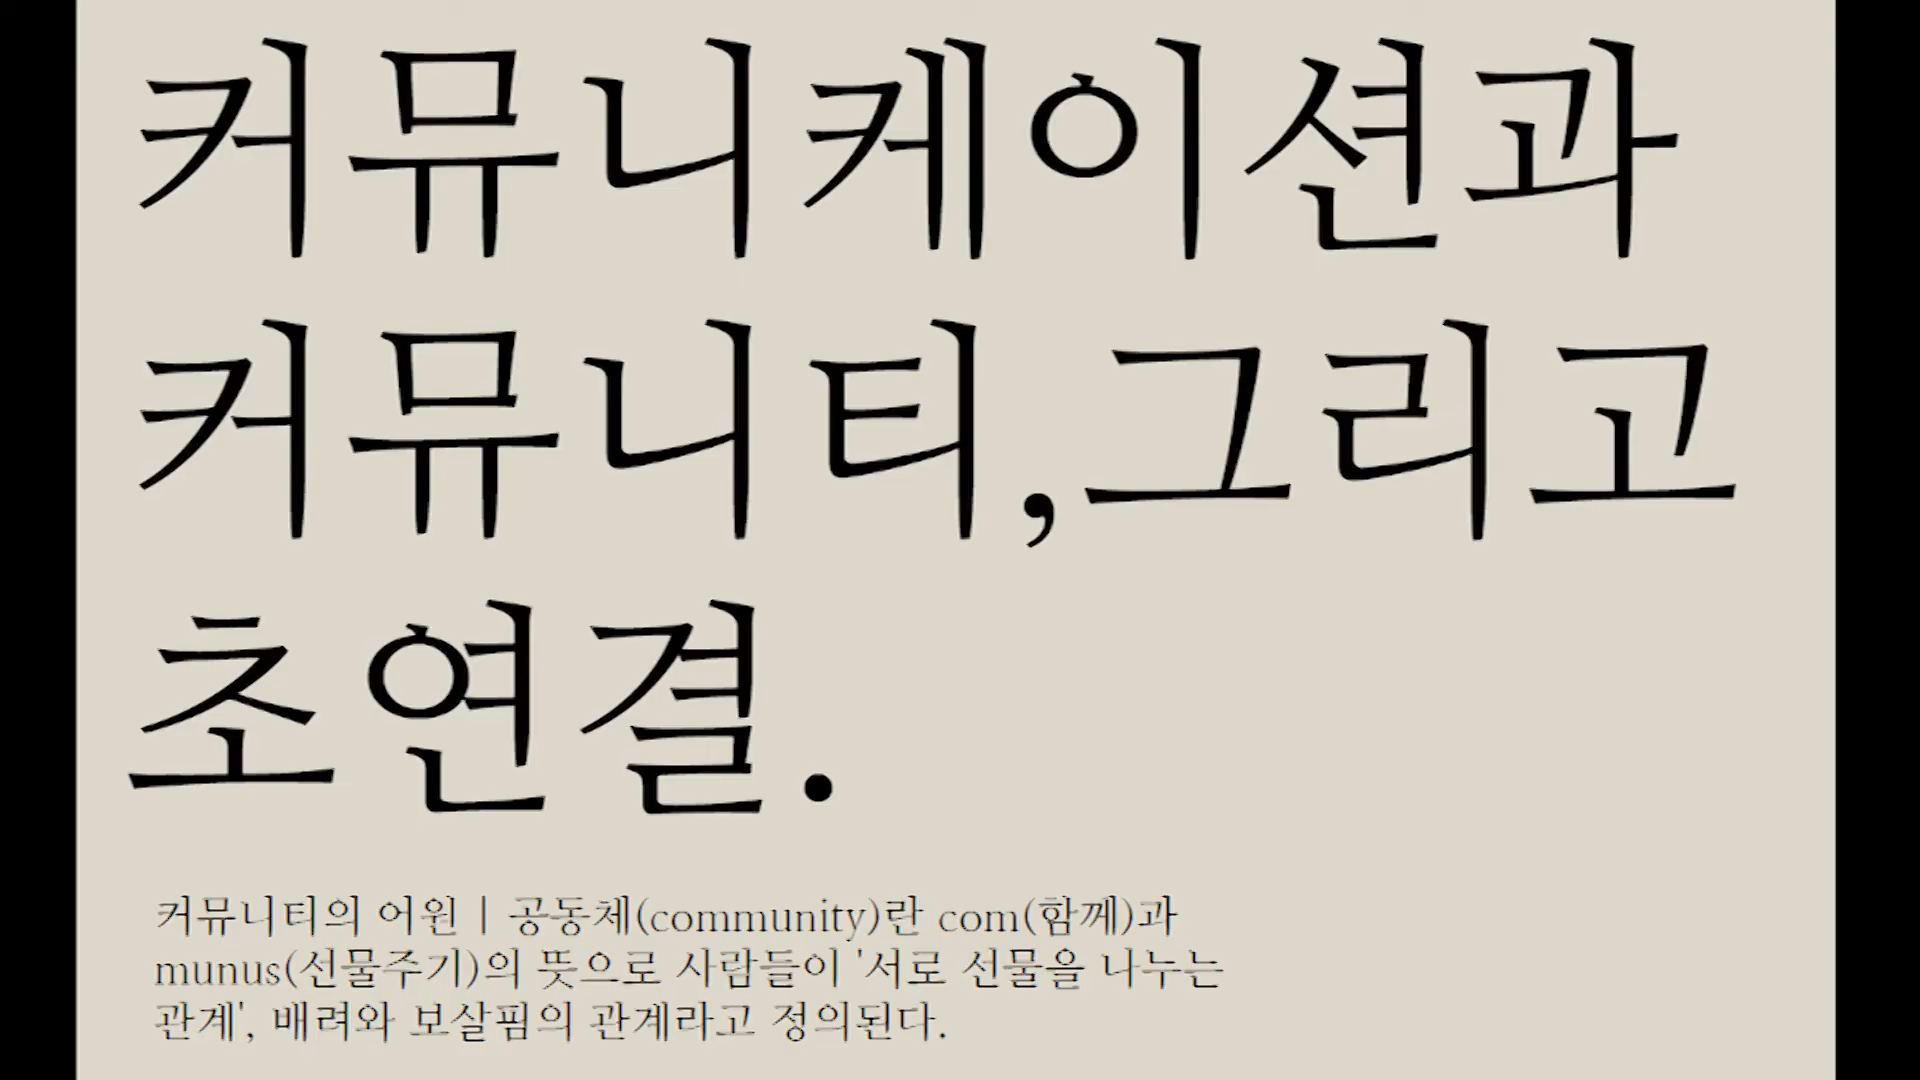 커뮤니케이션과
커뮤니티,그리고
초연결.
커뮤니티의 어원 | 공동체(community)란 com(함께)과
munus(선물주기)의 뜻으로 사람들이 '서로 선물을 나누는
관계', 배려와 보살핌의 관계라고 정의된다.